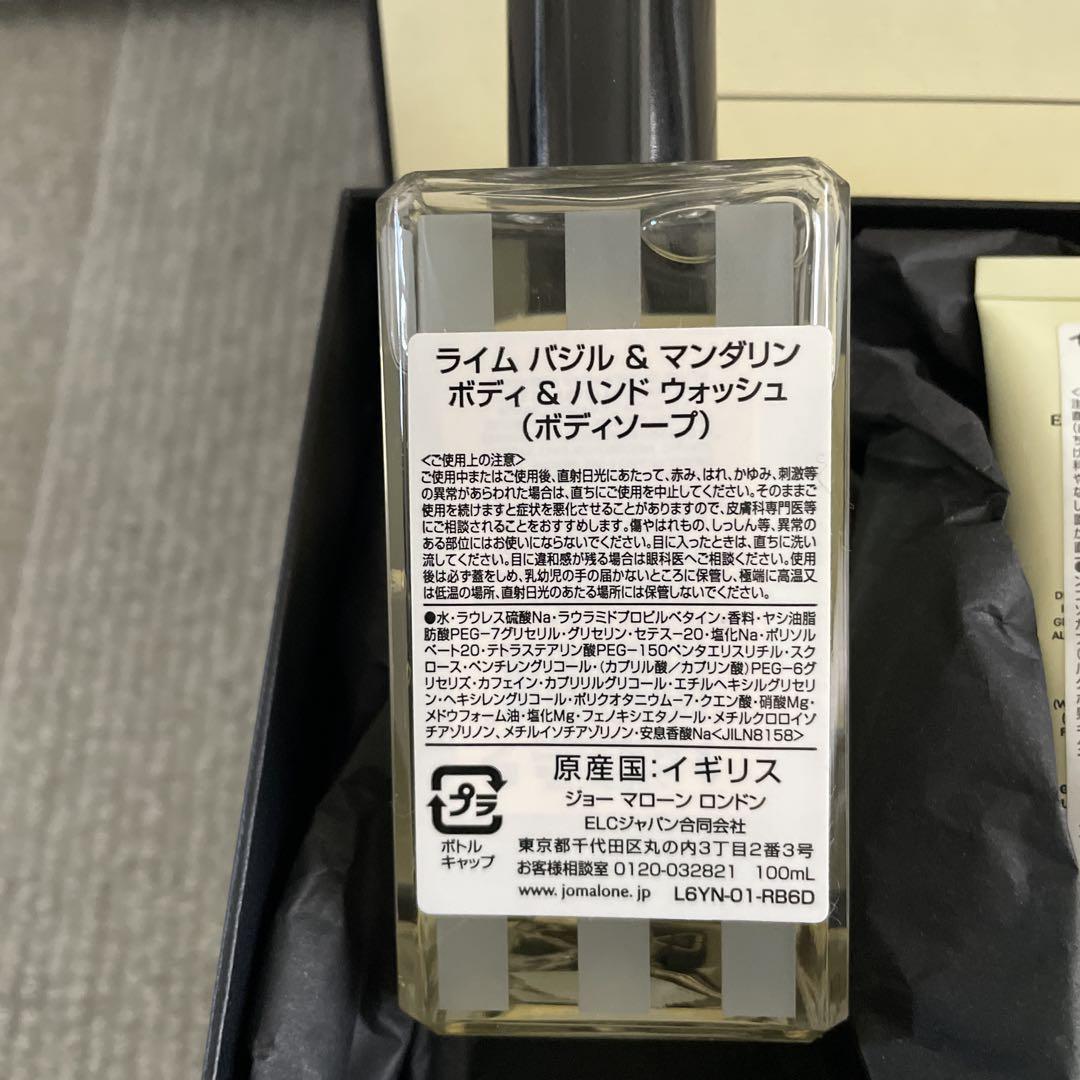 ライム バジル & マンダリン
ボディ & ハンド ウォッシュ
（ボディソープ）
<ご使用上の注意>
ご使用中またはご使用後、直射日光にあたって、赤み、はれ、かゆみ、刺激等
の異常があらわれた場合は、直ちにご使用を中止してください。そのままご
使用を続けますと症状を悪化させることがありますので、皮膚科専門医等
にご相談されることをおすすめします。傷やはれもの、しっしん等、異常の
ある部位にはお使いにならないでください。目に入ったときは、直ちに洗い
流してください。目に違和感が残る場合は眼科医へご相談ください。使用
後は必ず蓋をしめ、乳幼児の手の届かないところに保管し、極端に高温又
は低温の場所、直射日光のあたる場所には保管しないでください。
●水・ラウレス硫酸Na・ラウラミドプロピルベタイン・香料・ヤシ油脂
肪酸PEG-7グリセリル・グリセリン・セテス-20・塩化Na・ポリソル
ベート20・テトラステアリン酸PEG-150ペンタエリスリチル・スク
ロース・ペンチレングリコール・(カプリル酸/カプリン酸)PEG-6グ
リセリズ・カフェイン・カプリリルグリコール・エチルヘキシルグリセリ
ン・ヘキシレングリコール・ポリクオタニウム-7・クエン酸・硝酸Mg・
メドウフォーム油・塩化Mg・フェノキシエタノール・メチルクロロイソ
チアゾリノン、メチルイソチアゾリノン・安息香酸Na<JILN8158>
プラ
ボトル
キャップ
原産国：イギリス
ジョー マローン ロンドン
ELCジャパン合同会社
東京都千代田区丸の内3丁目2番3号
お客様相談室 0120-032821 100mL
www.jomalone.jp L6YN-01-RB6D